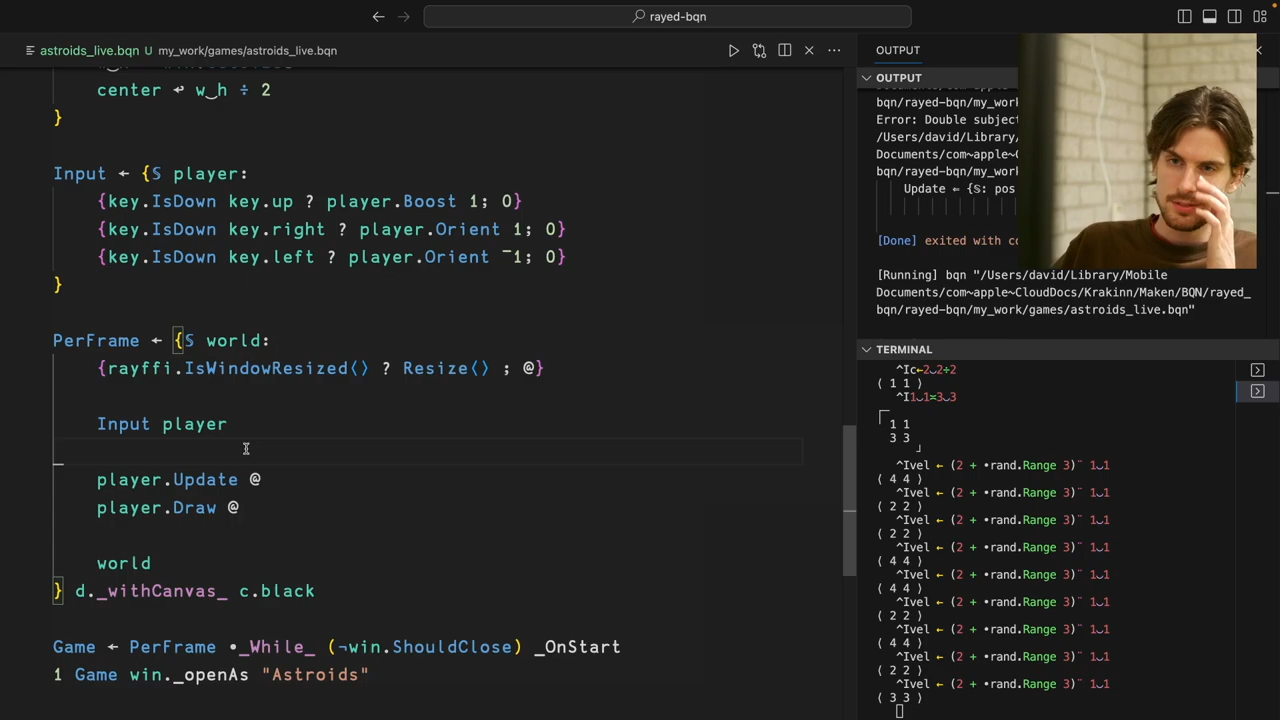 rayed-bqn
astroids_live.bqn U my_work/games/astroids_live.bqn
center ↩ w‿h ÷ 2
}
Input ← {𝕊 player:
{key.IsDown key.up ? player.Boost 1; 0}
{key.IsDown key.right ? player.Orient 1; 0}
{key.IsDown key.left ? player.Orient ¯1; 0}
}
PerFrame ← {𝕊 world:
{rayffi.IsWindowResized⟨⟩ ? Resize⟨⟩ ; @}
Input player
player.Update @
player.Draw @
world
} d._withCanvas_ c.black
Game ← PerFrame •_While_ (¬win.ShouldClose) _OnStart
1 Game win._openAs "Astroids"
OUTPUT
OUTPUT
bqn/rayed-bqn/my_work
Error: Double subject
/Users/david/Library/
Documents/com~apple~C
bqn/rayed-bqn/my_work
Update ⇐ {𝕊: pos
[Done] exited with co
[Running] bqn "/Users/david/Library/Mobile
Documents/com~apple~CloudDocs/Krakinn/Maken/BQN/rayed_
bqn/rayed-bqn/my_work/games/astroids_live.bqn"
TERMINAL
^Ic←2‿2÷2
⟨ 1 1 ⟩
^I1‿1≍3‿3
┌─
1 1
3 3
┘
^Ivel ← (2 + •rand.Range 3)¨ 1‿1
⟨ 4 4 ⟩
^Ivel ← (2 + •rand.Range 3)¨ 1‿1
⟨ 2 2 ⟩
^Ivel ← (2 + •rand.Range 3)¨ 1‿1
⟨ 2 2 ⟩
^Ivel ← (2 + •rand.Range 3)¨ 1‿1
⟨ 4 4 ⟩
^Ivel ← (2 + •rand.Range 3)¨ 1‿1
⟨ 4 4 ⟩
^Ivel ← (2 + •rand.Range 3)¨ 1‿1
⟨ 2 2 ⟩
^Ivel ← (2 + •rand.Range 3)¨ 1‿1
⟨ 4 4 ⟩
^Ivel ← (2 + •rand.Range 3)¨ 1‿1
⟨ 2 2 ⟩
^Ivel ← (2 + •rand.Range 3)¨ 1‿1
⟨ 3 3 ⟩